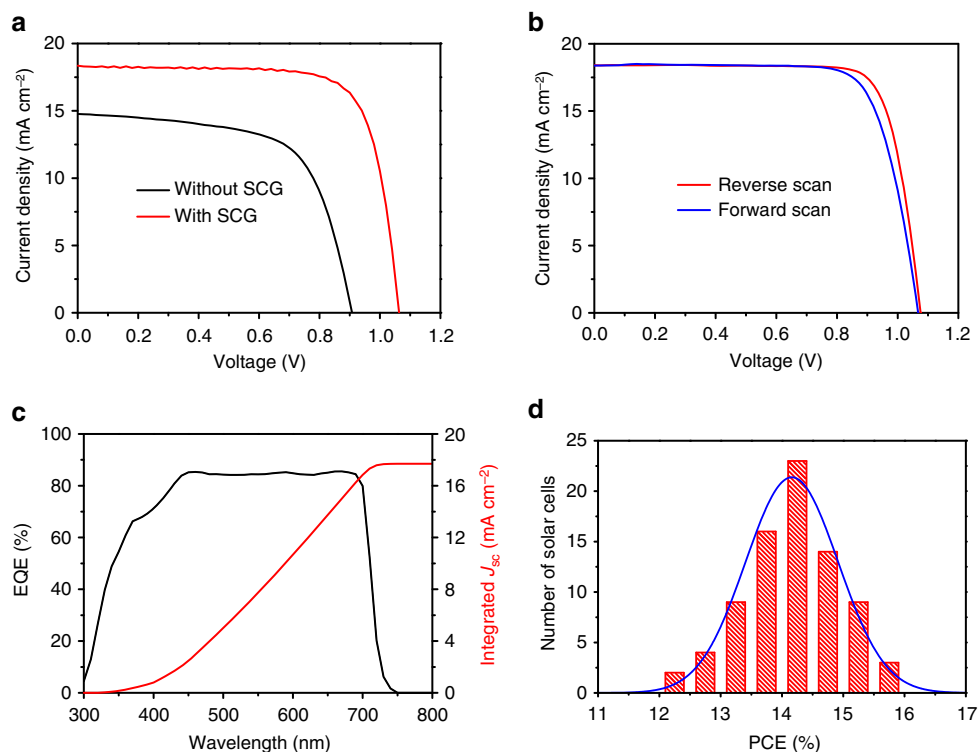 a
20
15
10
5
0
Current density (mA cm⁻²)
Without SCG
With SCG
0.0 0.2 0.4 0.6 0.8 1.0 1.2
Voltage (V)
b
20
15
10
5
0
Current density (mA cm⁻²)
Reverse scan
Forward scan
0.0 0.2 0.4 0.6 0.8 1.0 1.2
Voltage (V)
c
100
80
60
40
20
0
EQE (%)
20
16
12
8
4
0
Integrated Jsc (mA cm⁻²)
300 400 500 600 700 800
Wavelength (nm)
d
25
20
15
10
5
0
Number of solar cells
11 12 13 14 15 16 17
PCE (%)